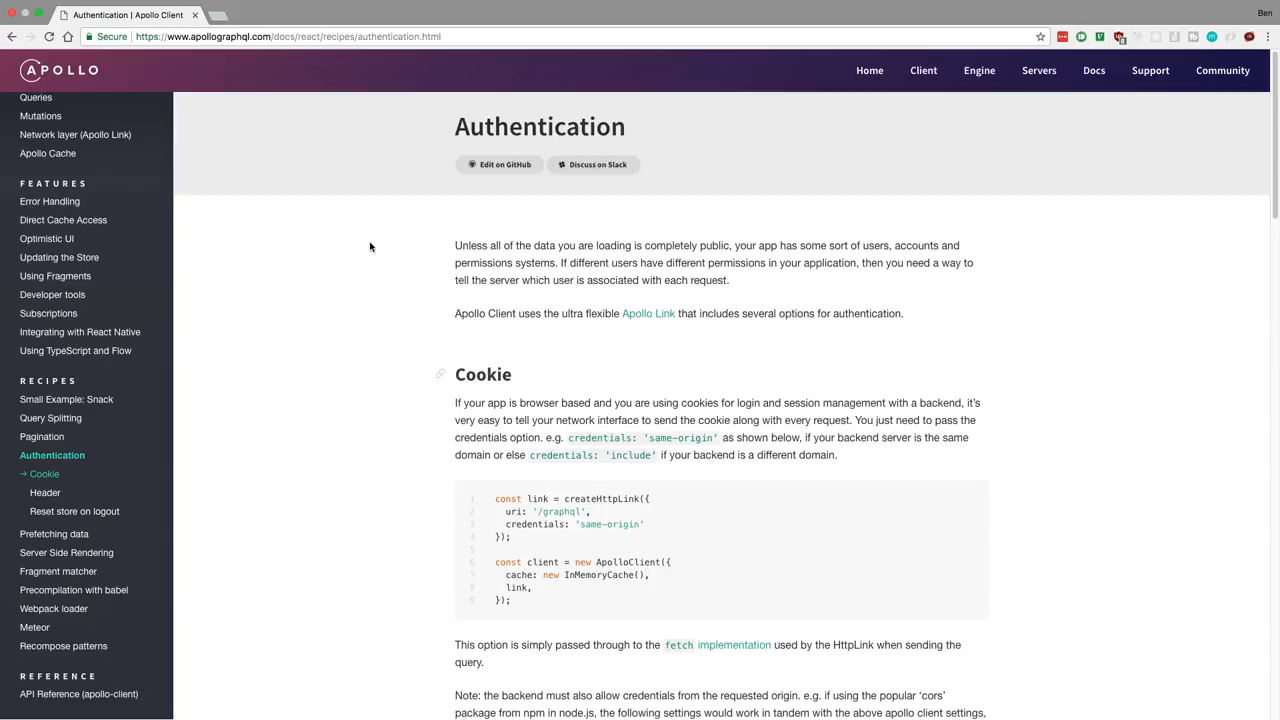 Authentication | Apollo Client
Ben
Secure https://www.apollographql.com/docs/react/recipes/authentication.html
APOLLO
Home Client Engine Servers Docs Support Community
Queries
Mutations
Network layer (Apollo Link)
Apollo Cache
FEATURES
Error Handling
Direct Cache Access
Optimistic UI
Updating the Store
Using Fragments
Developer tools
Subscriptions
Integrating with React Native
Using TypeScript and Flow
RECIPES
Small Example: Snack
Query Splitting
Pagination
Authentication
→ Cookie
Header
Reset store on logout
Prefetching data
Server Side Rendering
Fragment matcher
Precompilation with babel
Webpack loader
Meteor
Recompose patterns
REFERENCE
API Reference (apollo-client)
Authentication
Edit on GitHub Discuss on Slack
Unless all of the data you are loading is completely public, your app has some sort of users, accounts and
permissions systems. If different users have different permissions in your application, then you need a way to
tell the server which user is associated with each request.
Apollo Client uses the ultra flexible Apollo Link that includes several options for authentication.
Cookie
If your app is browser based and you are using cookies for login and session management with a backend, it's
very easy to tell your network interface to send the cookie along with every request. You just need to pass the
credentials option. e.g. credentials: 'same-origin' as shown below, if your backend server is the same
domain or else credentials: 'include' if your backend is a different domain.
1 const link = createHttpLink({
2 uri: '/graphql',
3 credentials: 'same-origin'
4 });
5
6 const client = new ApolloClient({
7 cache: new InMemoryCache(),
8 link,
9 });
This option is simply passed through to the fetch implementation used by the HttpLink when sending the
query.
Note: the backend must also allow credentials from the requested origin. e.g. if using the popular 'cors'
package from npm in node.js, the following settings would work in tandem with the above apollo client settings,